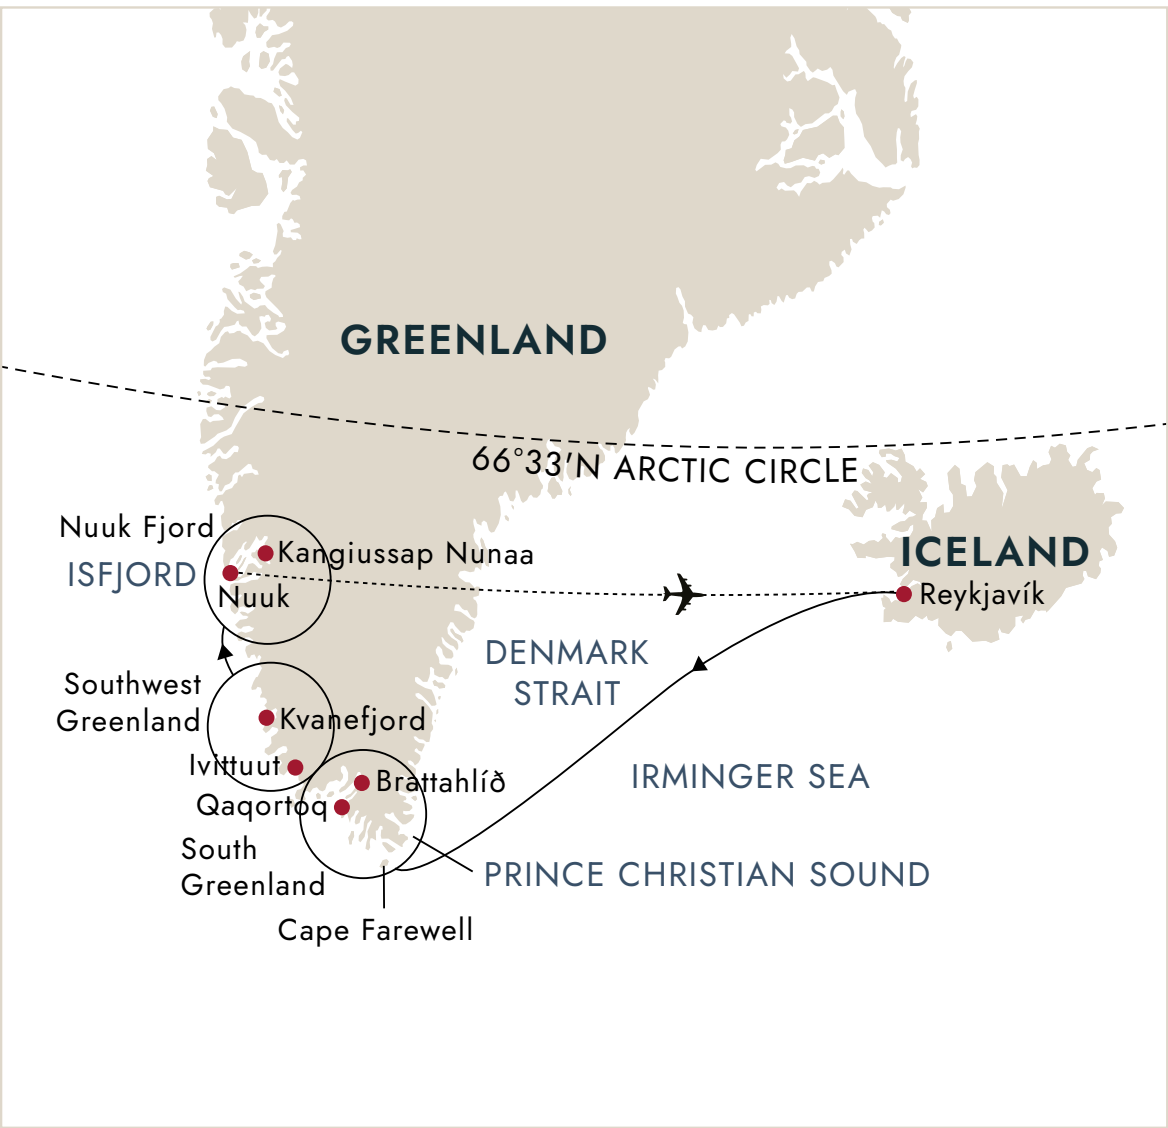 GREENLAND
66°33'N ARCTIC CIRCLE
Nuuk Fjord
Kangiussap Nunaa
ICELAND
ISFJORD
Nuuk
Reykjavík
DENMARK
STRAIT
Southwest
Greenland
Kvanefjord
Ivittuut
IRMINGER SEA
Brattahlíð
Qaqortoq
South
Greenland
PRINCE CHRISTIAN SOUND
Cape Farewell